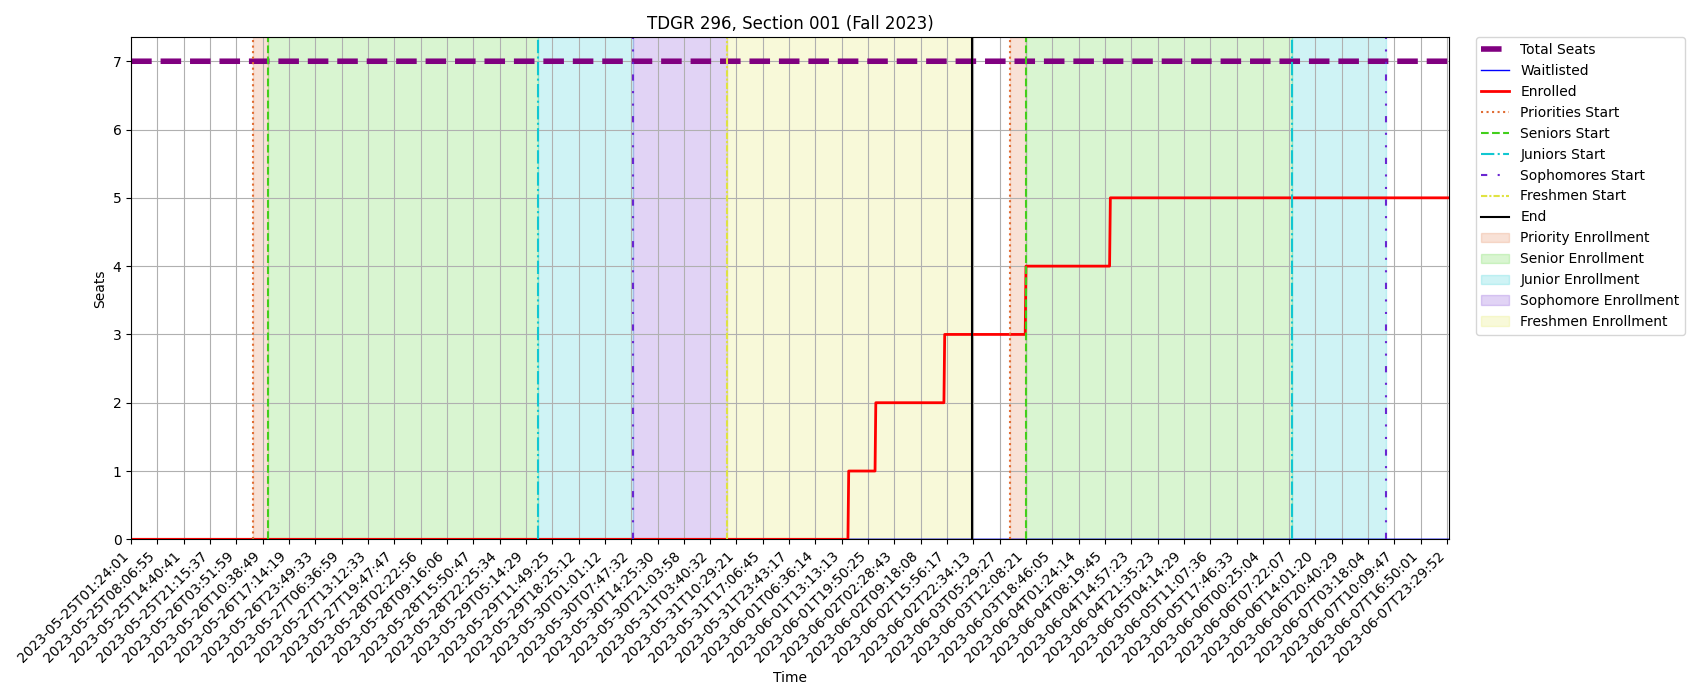 TDGR 296, Section 001 (Fall 2023)
Seats
7
6
5
4
3
2
1
0
2023-05-25T01:24:01
2023-05-25T08:06:55
2023-05-25T14:40:41
2023-05-25T21:15:37
2023-05-26T03:51:59
2023-05-26T10:38:49
2023-05-26T17:14:19
2023-05-26T23:49:33
2023-05-27T06:36:59
2023-05-27T13:12:33
2023-05-27T19:47:47
2023-05-28T02:22:56
2023-05-28T09:16:06
2023-05-28T15:50:47
2023-05-28T22:25:34
2023-05-29T05:14:29
2023-05-29T11:49:25
2023-05-29T18:25:12
2023-05-30T01:01:12
2023-05-30T07:47:32
2023-05-30T14:25:30
2023-05-30T21:03:58
2023-05-31T03:40:32
2023-05-31T10:29:21
2023-05-31T17:06:45
2023-05-31T23:43:17
2023-06-01T06:36:14
2023-06-01T13:13:13
2023-06-01T19:50:25
2023-06-02T02:28:43
2023-06-02T09:18:08
2023-06-02T15:56:17
2023-06-02T22:34:13
2023-06-03T05:29:27
2023-06-03T12:08:21
2023-06-03T18:46:05
2023-06-04T01:24:14
2023-06-04T08:19:45
2023-06-04T14:57:23
2023-06-04T21:35:23
2023-06-05T04:14:29
2023-06-05T11:07:36
2023-06-05T17:46:33
2023-06-06T00:25:04
2023-06-06T07:22:07
2023-06-06T14:01:20
2023-06-06T20:40:29
2023-06-07T03:18:04
2023-06-07T10:09:47
2023-06-07T16:50:01
2023-06-07T23:29:52
Time
Total Seats
Waitlisted
Enrolled
Priorities Start
Seniors Start
Juniors Start
Sophomores Start
Freshmen Start
End
Priority Enrollment
Senior Enrollment
Junior Enrollment
Sophomore Enrollment
Freshmen Enrollment